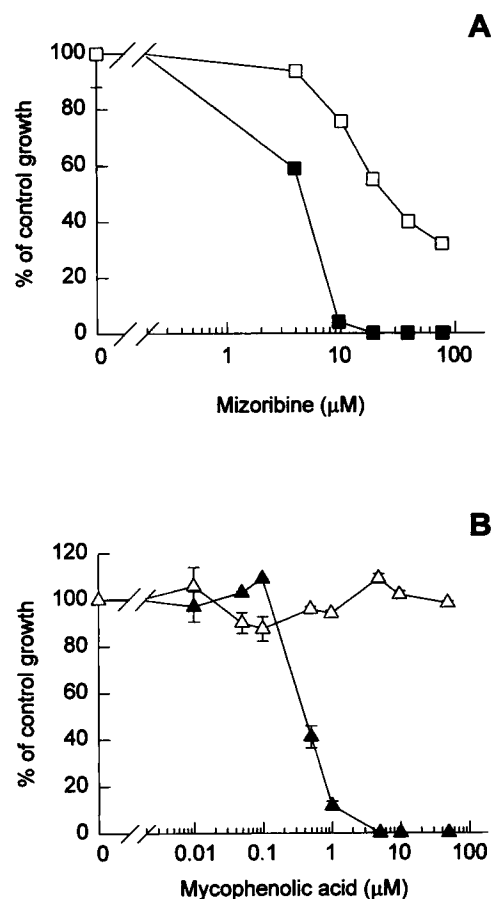 A
100
80
60
40
20
0
% of control growth
0 1 10 100
Mizoribine (μM)
B
120
100
80
60
40
20
0
% of control growth
0 0.01 0.1 1 10 100
Mycophenolic acid (μM)